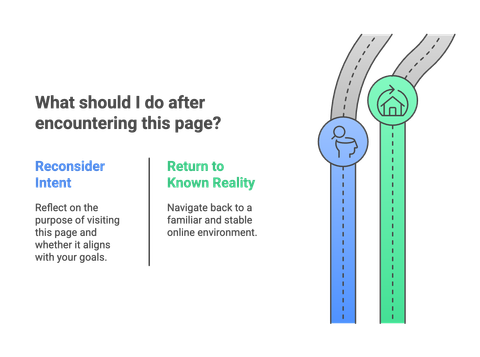 What should I do after
encountering this page?
Reconsider
Intent
Reflect on the
purpose of visiting
this page and
whether it aligns
with your goals.
Return to
Known Reality
Navigate back to a
familiar and stable
online environment.